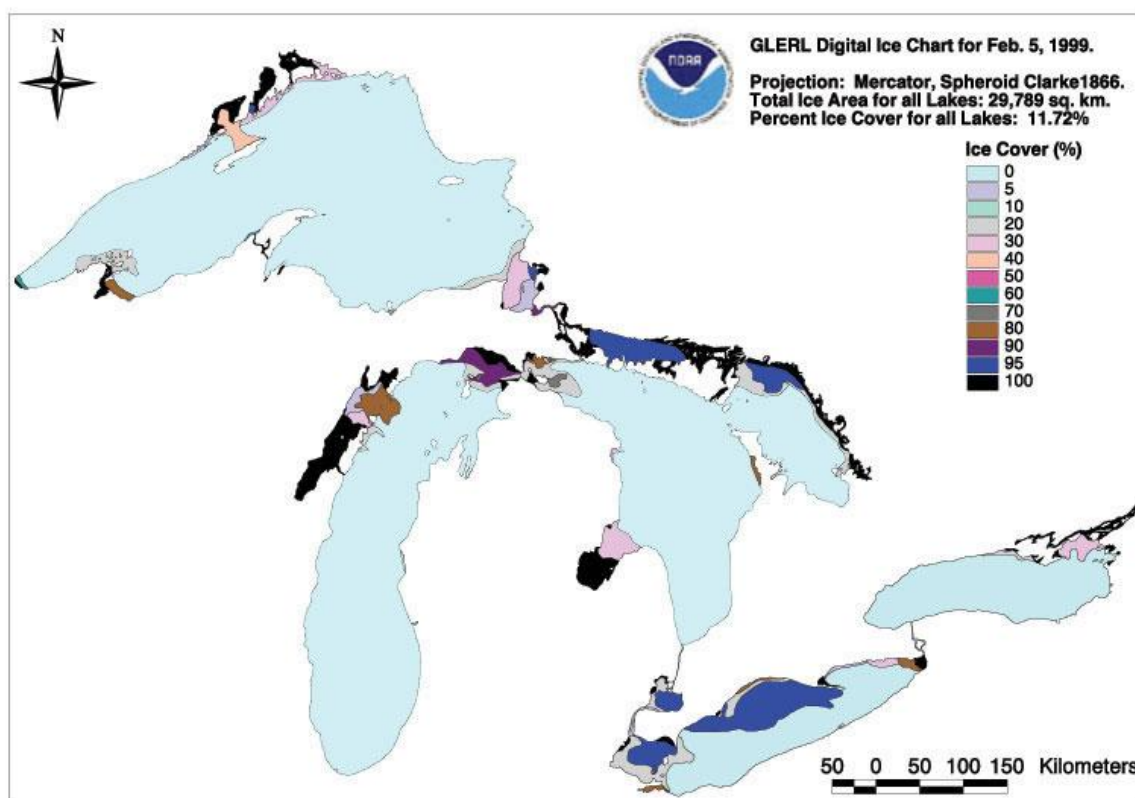 N
NOAA
GLERL Digital Ice Chart for Feb. 5, 1999.
Projection: Mercator, Spheroid Clarke1866.
Total Ice Area for all Lakes: 29,789 sq. km.
Percent Ice Cover for all Lakes: 11.72%
Ice Cover (%)
0
5
10
20
30
40
50
60
70
80
90
95
100
50 0 50 100 150 Kilometers